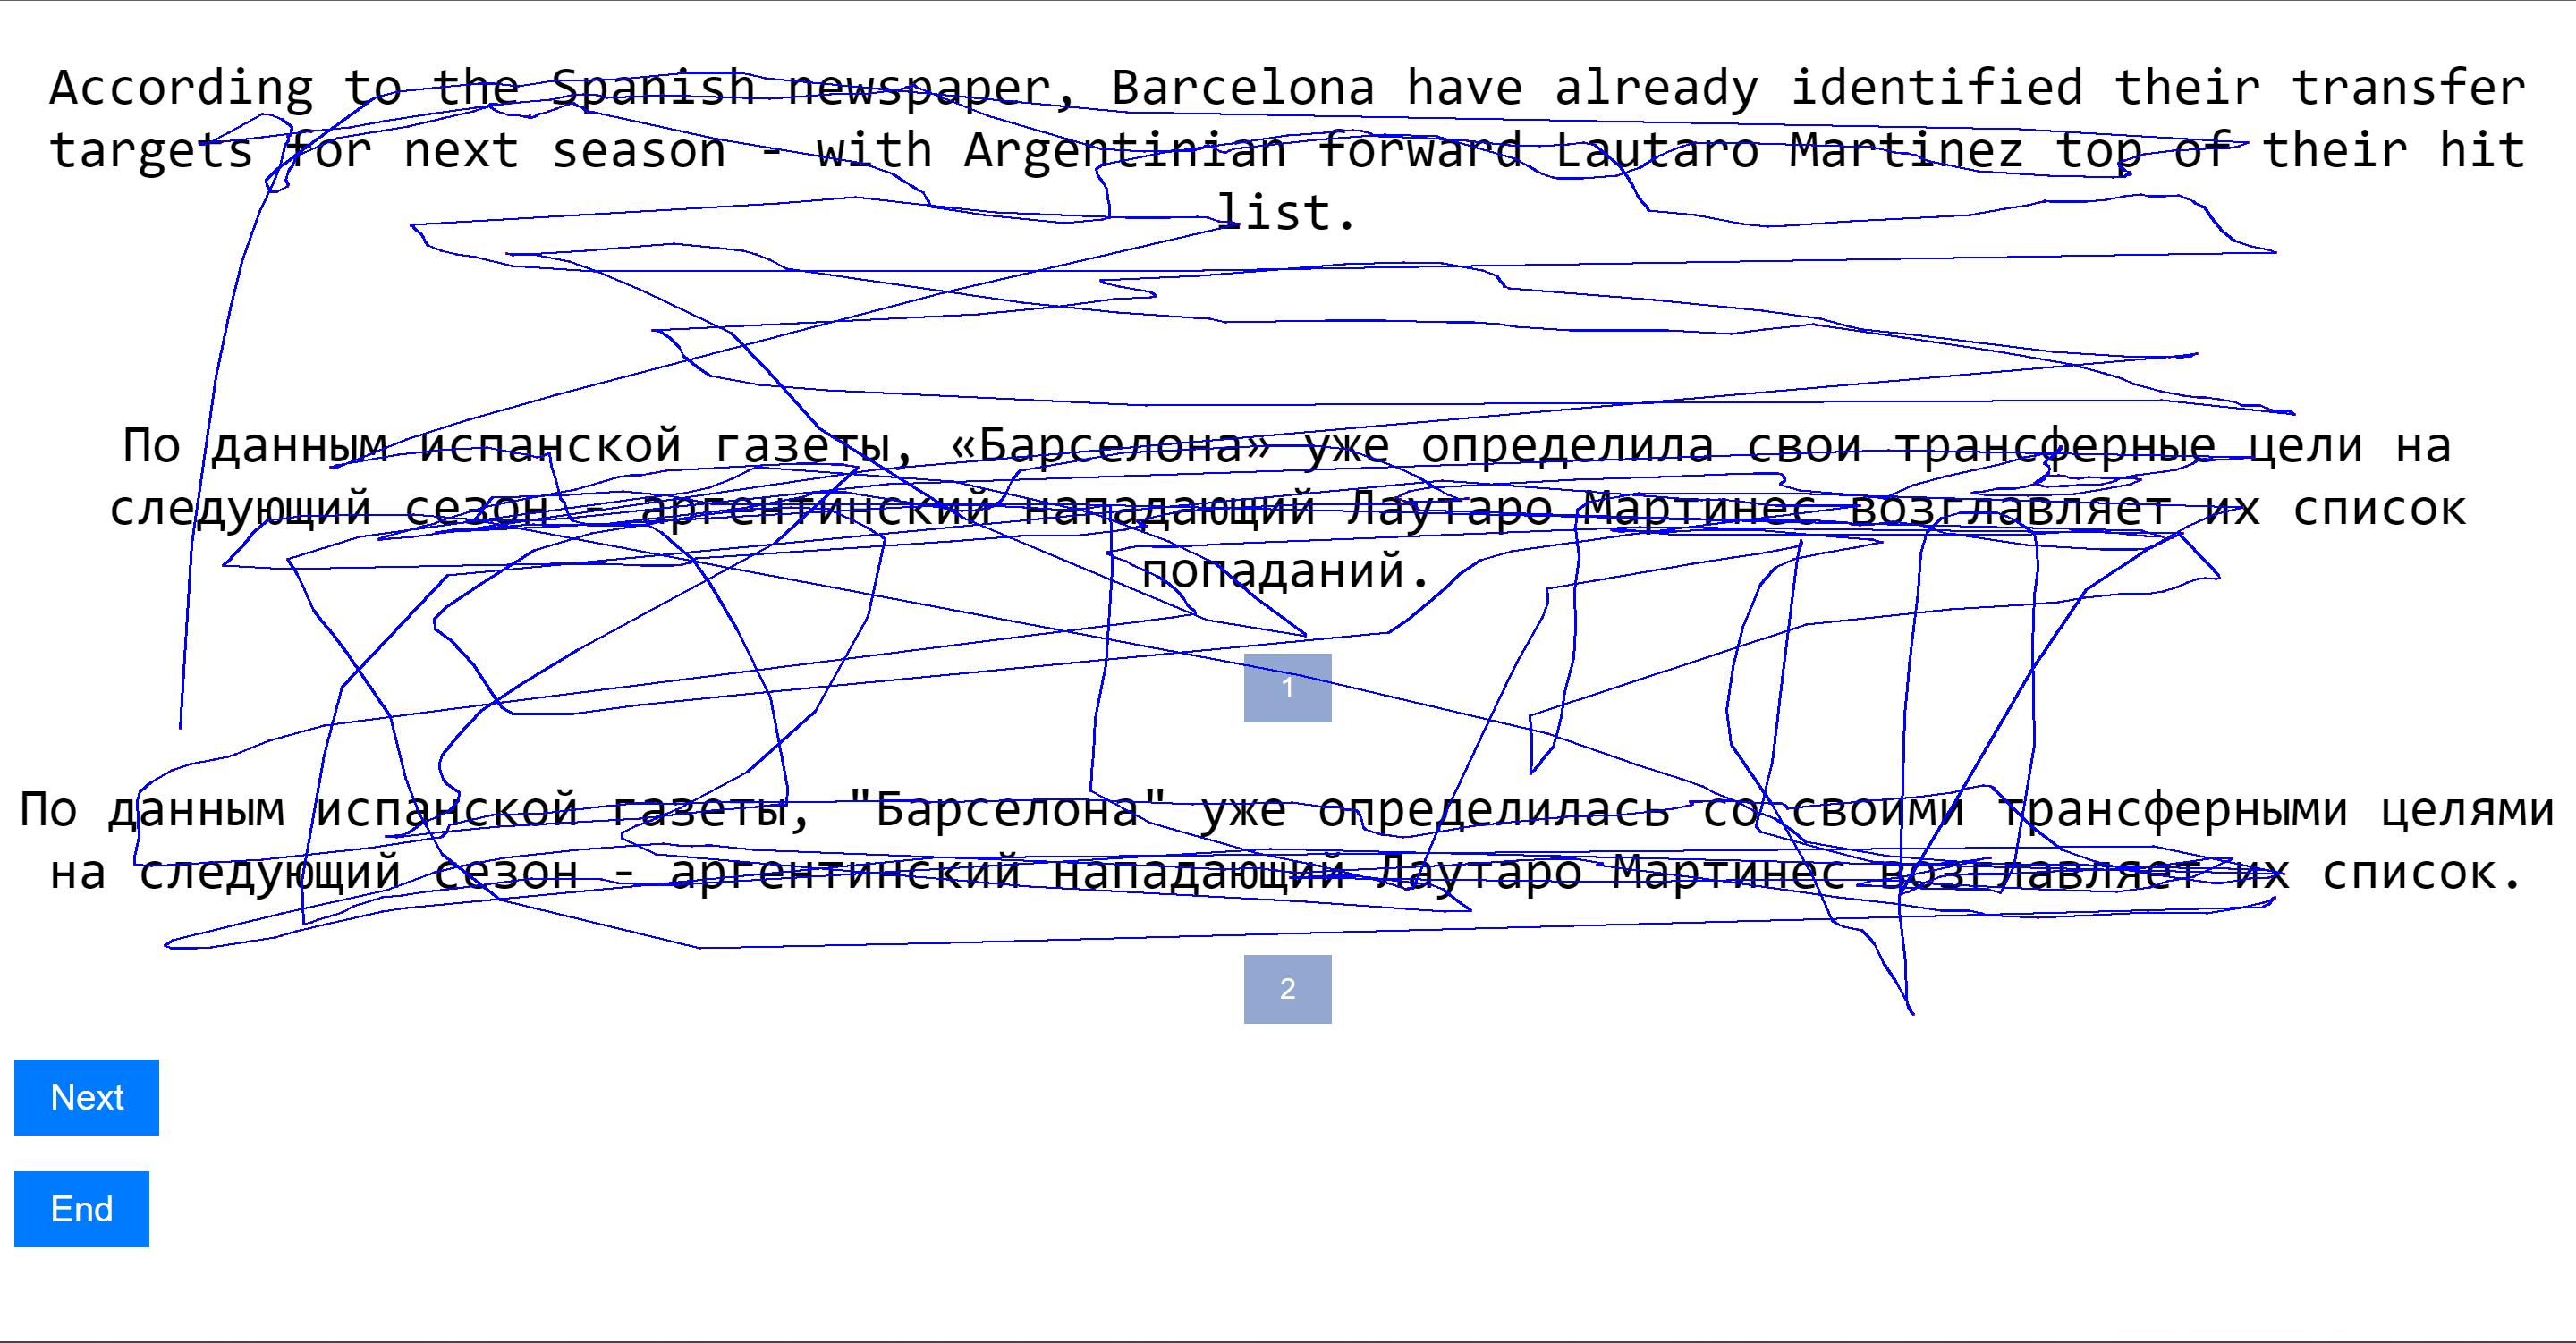 According to the Spanish newspaper, Barcelona have already identified their transfer
targets for next season - with Argentinian forward Lautaro Martinez top of their hit
list.
По данным испанской газеты, «Барселона» уже определила свои трансферные цели на
следующий сезон - аргентинский нападающий Лаутаро Мартинес возглавляет их список
попаданий.
1
По данным испанской газеты, "Барселона" уже определилась со своими трансферными целями
на следующий сезон - аргентинский нападающий Лаутаро Мартинес возглавляет их список.
2
Next
End